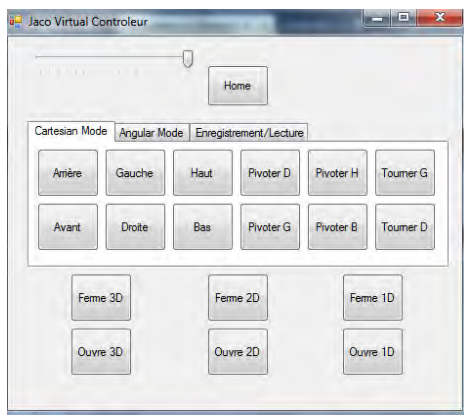 Jaco Virtual Controleur
Home
Cartesian Mode Angular Mode Enregistrement/Lecture
Arrière Gauche Haut Pivoter D Pivoter H Tourner G
Avant Droite Bas Pivoter G Pivoter B Tourner D
Ferme 3D Ferme 2D Ferme 1D
Ouvre 3D Ouvre 2D Ouvre 1D